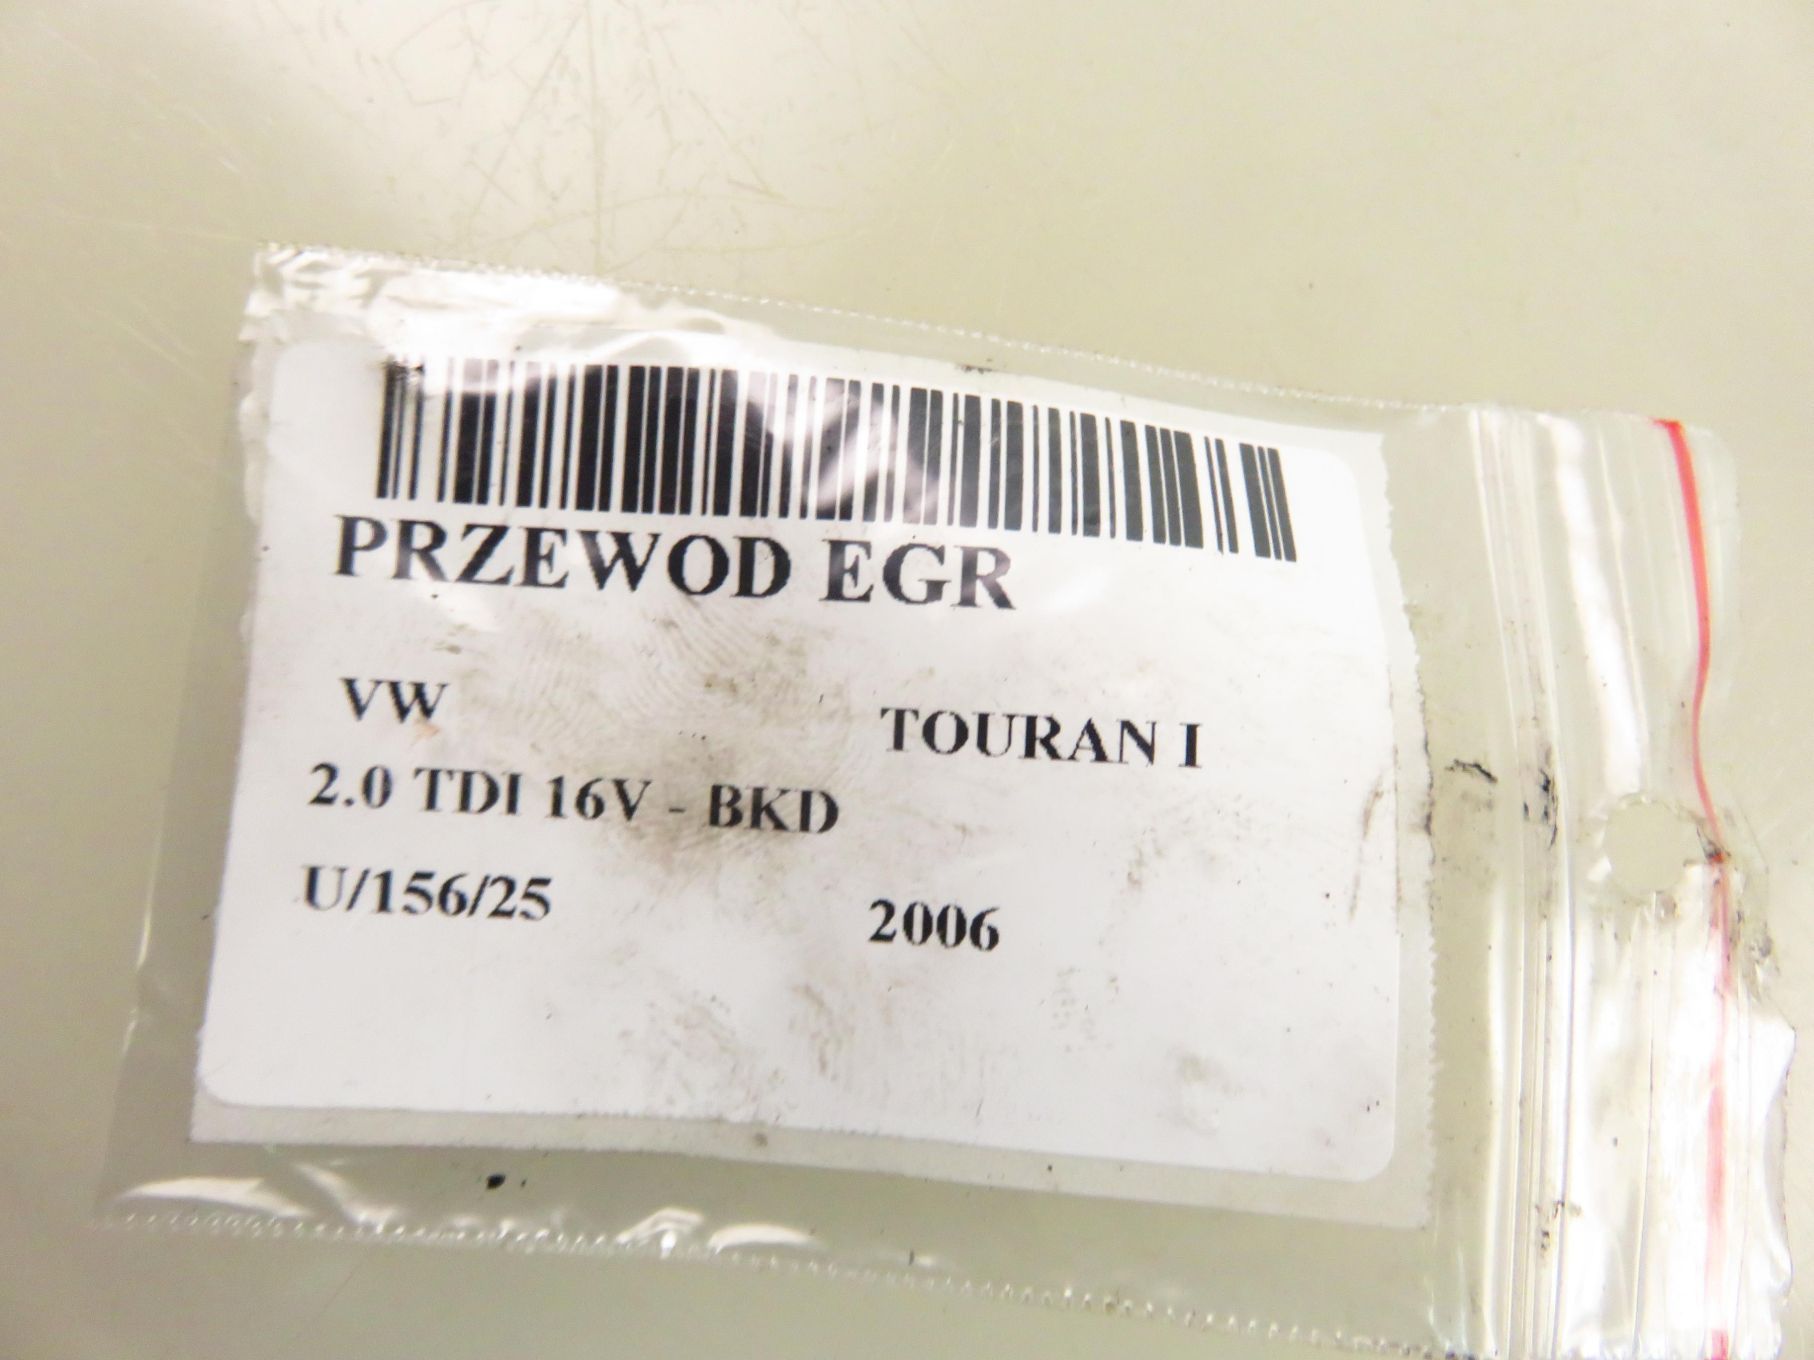 PRZEWOD EGR
VW TOURAN I
2.0 TDI 16V - BKD
U/156/25 2006